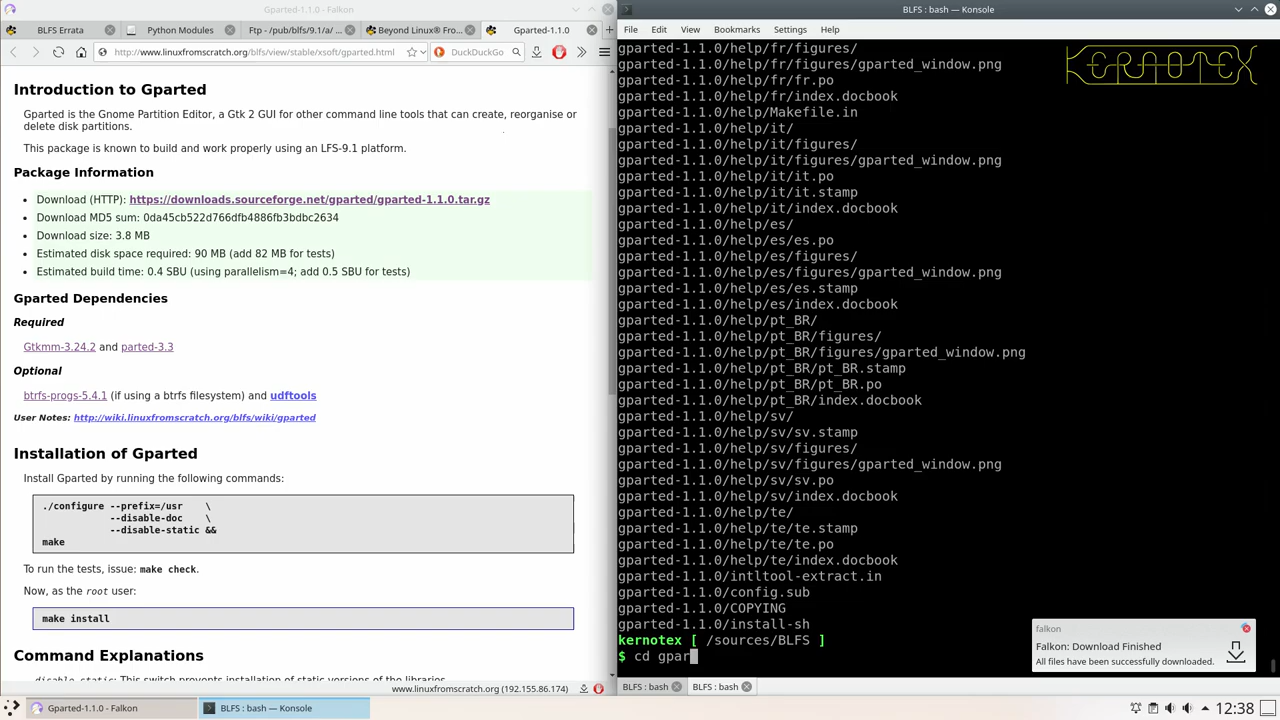 Gparted-1.1.0 - Falkon
BLFS Errata
Python Modules
Ftp - /pub/blfs/9.1/a/ ...
Beyond Linux® Fro...
Gparted-1.1.0
http://www.linuxfromscratch.org/blfs/view/stable/xsoft/gparted.html
DuckDuckGo
Introduction to Gparted
Gparted is the Gnome Partition Editor, a Gtk 2 GUI for other command line tools that can create, reorganise or
delete disk partitions.
This package is known to build and work properly using an LFS-9.1 platform.
Package Information
Download (HTTP): https://downloads.sourceforge.net/gparted/gparted-1.1.0.tar.gz
Download MD5 sum: 0da45cb522d766dfb4886fb3bdbc2634
Download size: 3.8 MB
Estimated disk space required: 90 MB (add 82 MB for tests)
Estimated build time: 0.4 SBU (using parallelism=4; add 0.5 SBU for tests)
Gparted Dependencies
Required
Gtkmm-3.24.2 and parted-3.3
Optional
btrfs-progs-5.4.1 (if using a btrfs filesystem) and udftools
User Notes: http://wiki.linuxfromscratch.org/blfs/wiki/gparted
Installation of Gparted
Install Gparted by running the following commands:
./configure --prefix=/usr \
--disable-doc \
--disable-static &&
make
To run the tests, issue: make check.
Now, as the root user:
make install
Command Explanations
www.linuxfromscratch.org (192.155.86.174)
BLFS : bash — Konsole
File Edit View Bookmarks Settings Help
KERNOTEX
gparted-1.1.0/help/fr/figures/
gparted-1.1.0/help/fr/figures/gparted_window.png
gparted-1.1.0/help/fr/fr.po
gparted-1.1.0/help/fr/index.docbook
gparted-1.1.0/help/Makefile.in
gparted-1.1.0/help/it/
gparted-1.1.0/help/it/figures/
gparted-1.1.0/help/it/figures/gparted_window.png
gparted-1.1.0/help/it/it.po
gparted-1.1.0/help/it/it.stamp
gparted-1.1.0/help/it/index.docbook
gparted-1.1.0/help/es/
gparted-1.1.0/help/es/es.po
gparted-1.1.0/help/es/figures/
gparted-1.1.0/help/es/figures/gparted_window.png
gparted-1.1.0/help/es/es.stamp
gparted-1.1.0/help/es/index.docbook
gparted-1.1.0/help/pt_BR/
gparted-1.1.0/help/pt_BR/figures/
gparted-1.1.0/help/pt_BR/figures/gparted_window.png
gparted-1.1.0/help/pt_BR/pt_BR.stamp
gparted-1.1.0/help/pt_BR/pt_BR.po
gparted-1.1.0/help/pt_BR/index.docbook
gparted-1.1.0/help/sv/
gparted-1.1.0/help/sv/sv.stamp
gparted-1.1.0/help/sv/figures/
gparted-1.1.0/help/sv/figures/gparted_window.png
gparted-1.1.0/help/sv/sv.po
gparted-1.1.0/help/sv/index.docbook
gparted-1.1.0/help/te/
gparted-1.1.0/help/te/te.stamp
gparted-1.1.0/help/te/te.po
gparted-1.1.0/help/te/index.docbook
gparted-1.1.0/intltool-extract.in
gparted-1.1.0/config.sub
gparted-1.1.0/COPYING
gparted-1.1.0/install-sh
kernotex [ /sources/BLFS ]
$ cd gpar
falkon
Falkon: Download Finished
All files have been successfully downloaded.
BLFS : bash
BLFS : bash
Gparted-1.1.0 - Falkon
BLFS : bash — Konsole
12:38